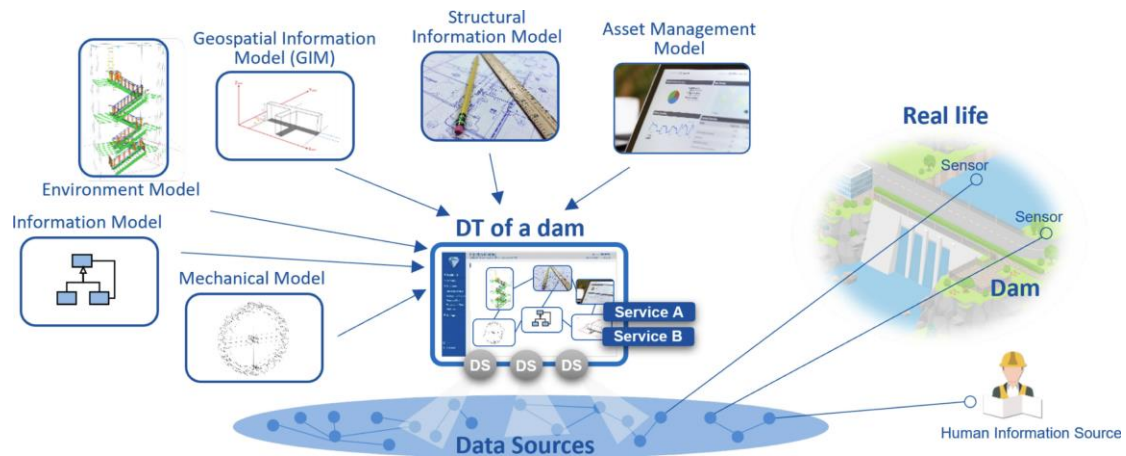 Structural
Information Model
Geospatial Information
Model (GIM)
Asset Management
Model
Real life
Sensor
Environment Model
Information Model
DT of a dam
Sensor
Mechanical Model
Dam
Service A
Service B
DS
DS
DS
Data Sources
Human Information Source